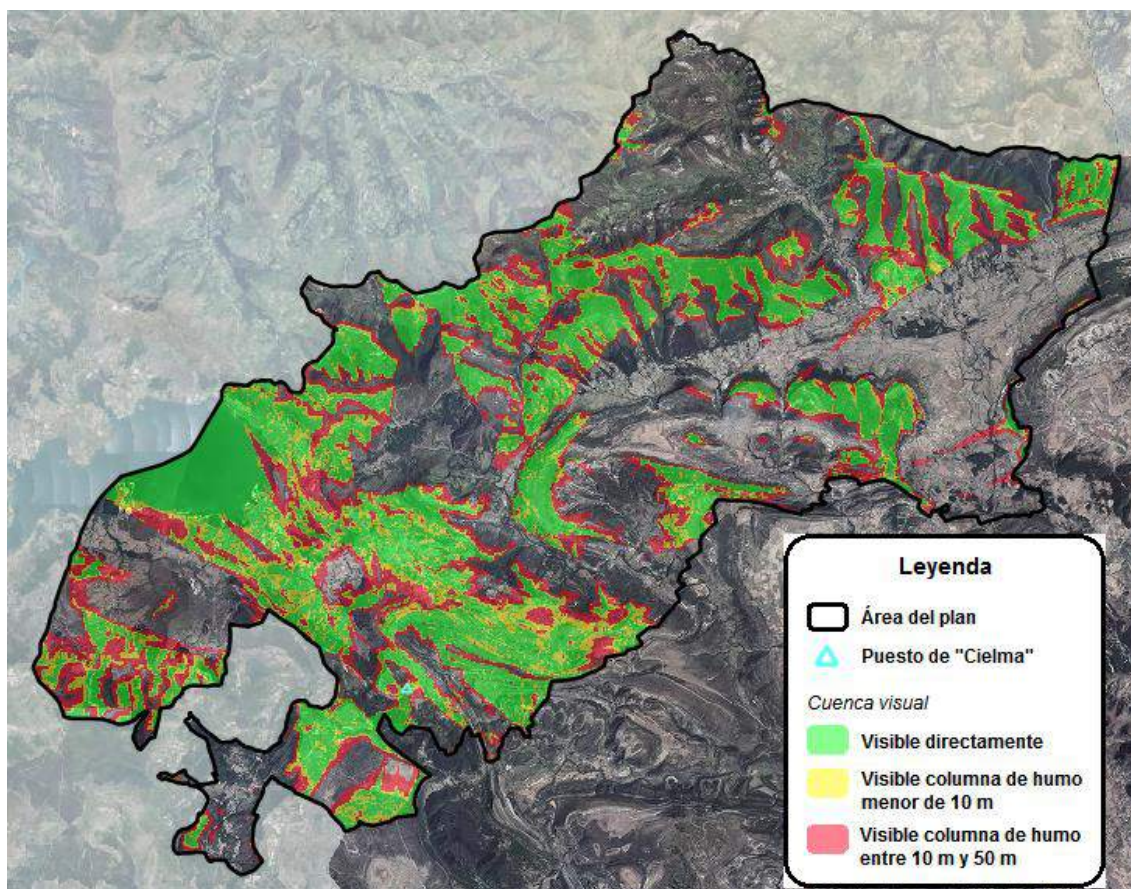 Leyenda
Área del plan
Puesto de "Cielma"
Cuenca visual
Visible directamente
Visible columna de humo
menor de 10 m
Visible columna de humo
entre 10 m y 50 m